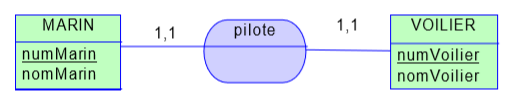 MARIN
numMarin
nomMarin
1,1
pilote
1,1
VOILIER
numVoilier
nomVoilier